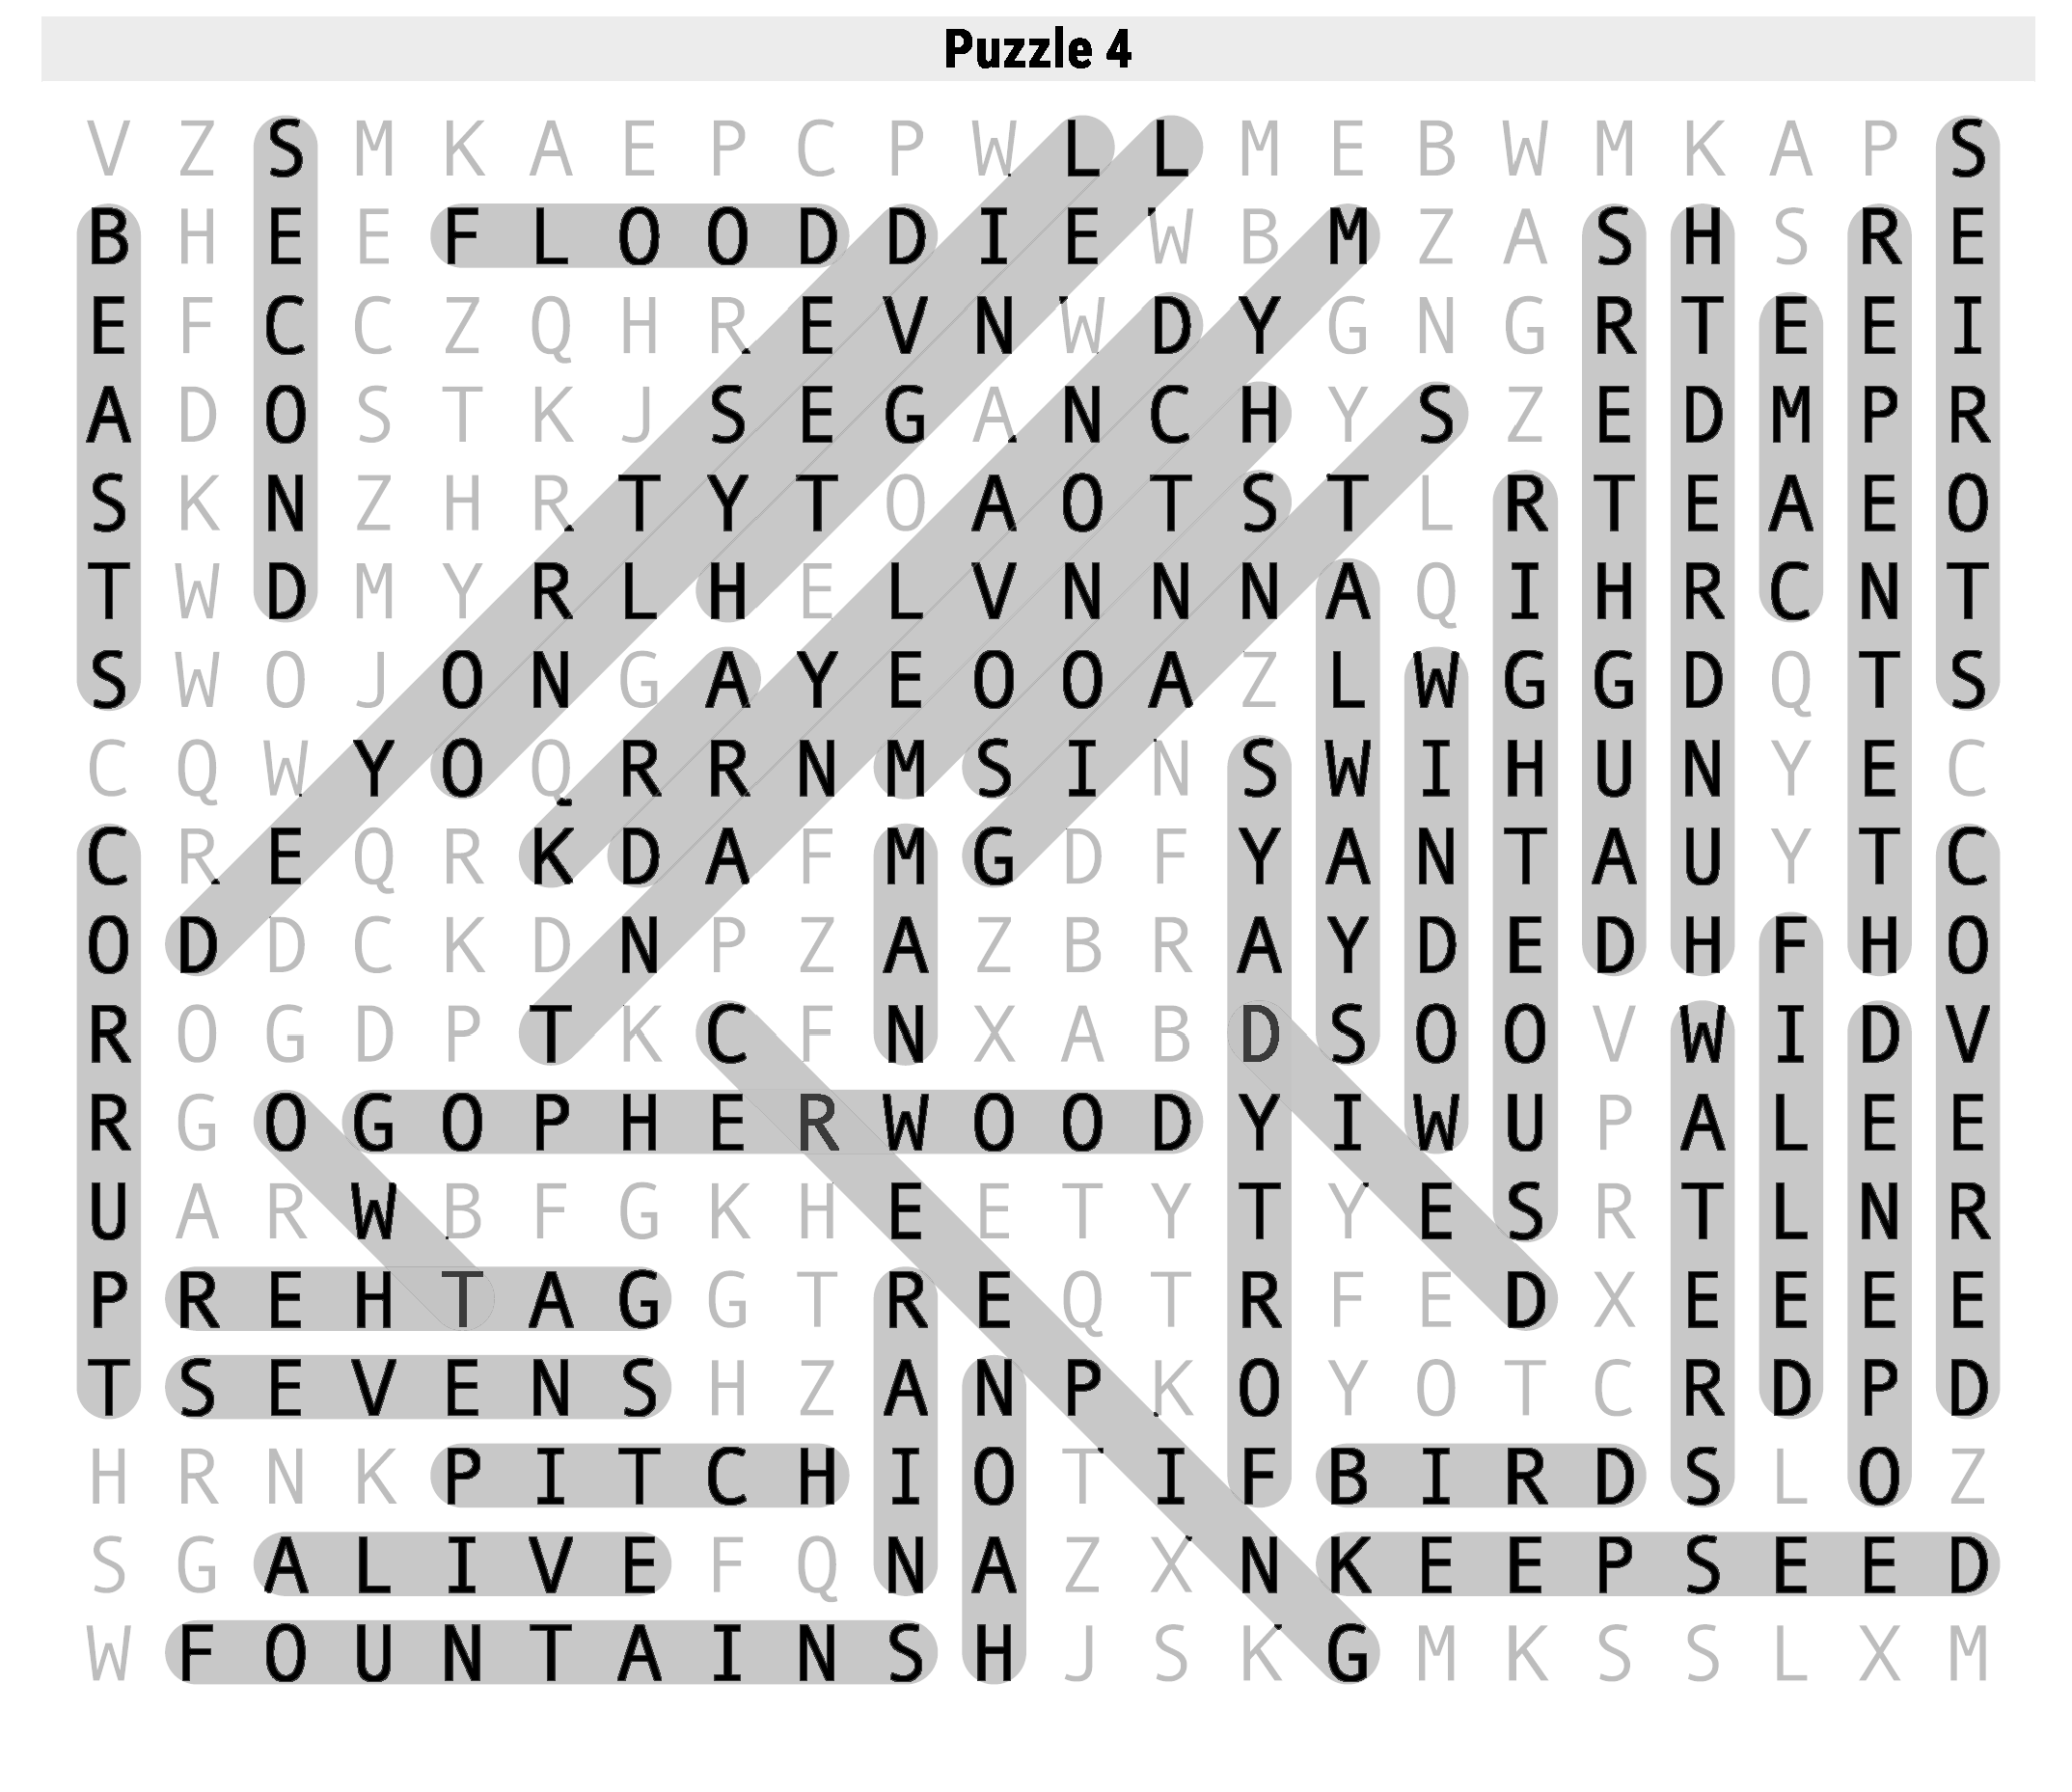 Puzzle 4
V Z S M K A E P C P W L L M E B W M K A P S
B H E E F L O O D D I E W B M Z A S H S R E
E F C C Z Q H R E V N W D Y G N G R T E E I
A D O S T K J S E G A N C H Y S Z E D M P R
S K N Z H R T Y T O A O T S T L R T E A E O
T W D M Y R L H E L V N N N A Q I H R C N T
S W O J O N G A Y E O O A Z L W G G D Q T S
C Q W Y O Q R R N M S I N S W I H U N Y E C
C R E Q R K D A F M G D F Y A N T A U Y T C
O D D C K D N P Z A Z B R A Y D E D H F H O
R O G D P T K C F N X A B D S O O V W I D V
R G O G O P H E R W O O D Y I W U P A L E E
U A R W B F G K H E E T Y T Y E S R T L N R
P R E H T A G G T R E Q T R F E D X E E E E
T S E V E N S H Z A N P K O Y O T C R D P D
H R N K P I T C H I O T I F B I R D S L O Z
S G A L I V E F Q N A Z X N K E E P S E E D
W F O U N T A I N S H J S K G M K S S L X M